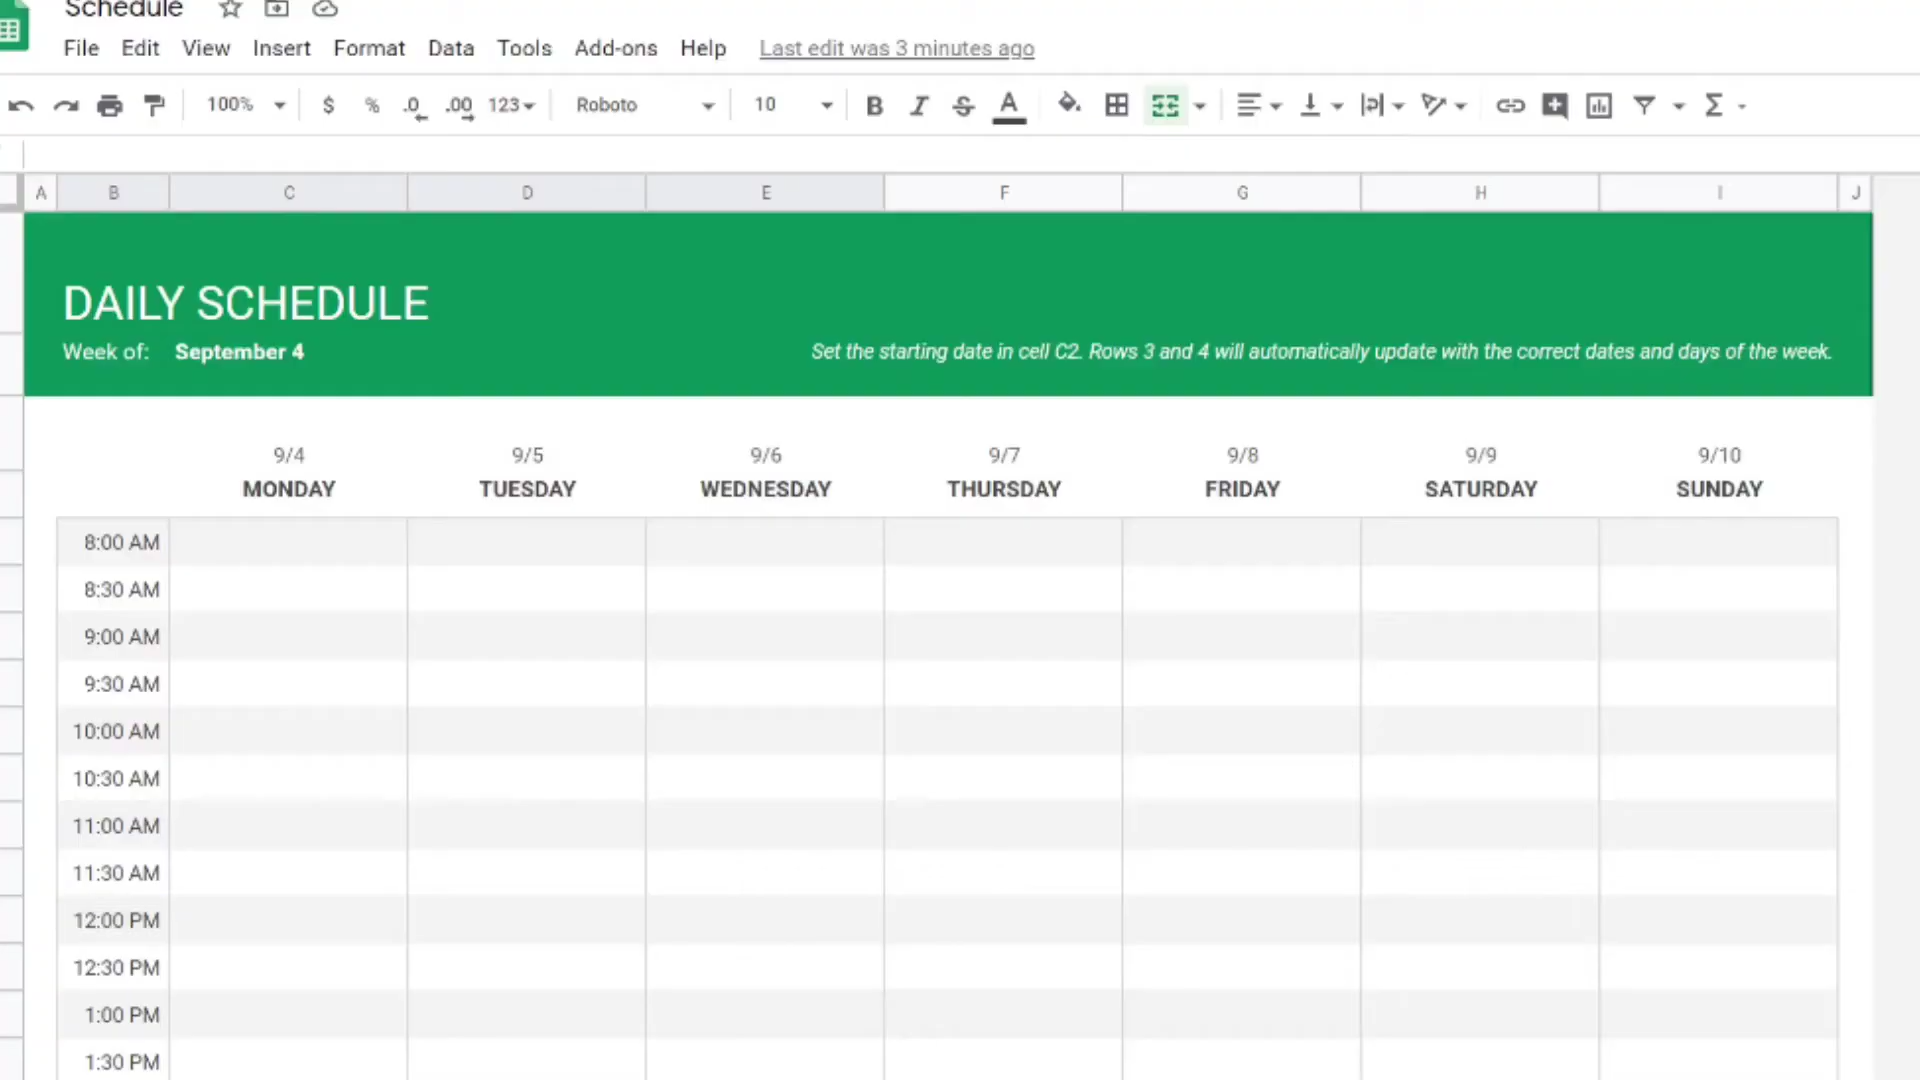 Schedule
File Edit View Insert Format Data Tools Add-ons Help Last edit was 3 minutes ago
100% $ % .0 .00 123 Roboto 10 B I S A Σ
A B C D E F G H I J
DAILY SCHEDULE
Week of: September 4 Set the starting date in cell C2. Rows 3 and 4 will automatically update with the correct dates and days of the week.
9/4 9/5 9/6 9/7 9/8 9/9 9/10
MONDAY TUESDAY WEDNESDAY THURSDAY FRIDAY SATURDAY SUNDAY
8:00 AM
8:30 AM
9:00 AM
9:30 AM
10:00 AM
10:30 AM
11:00 AM
11:30 AM
12:00 PM
12:30 PM
1:00 PM
1:30 PM